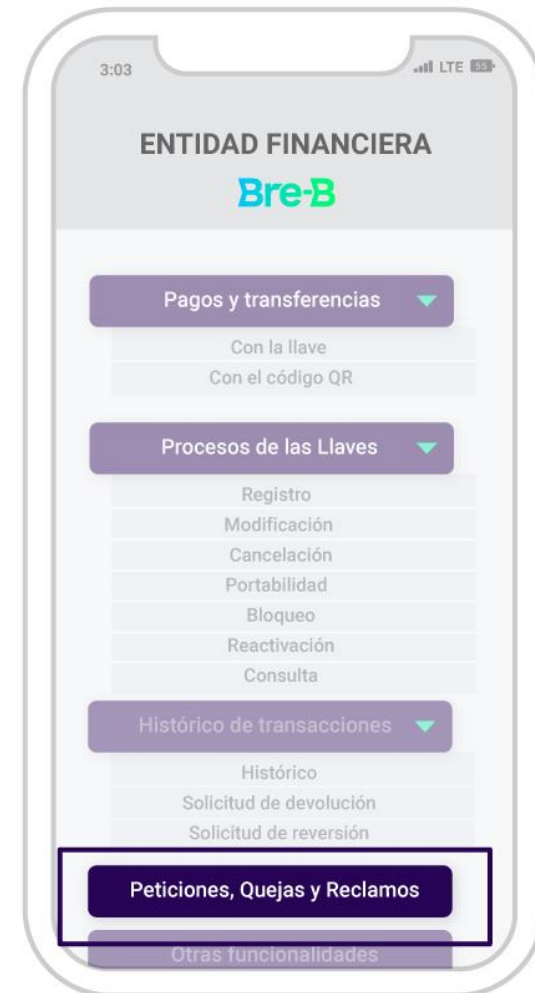 3:03 LTE 55
ENTIDAD FINANCIERA
Bre-B
Pagos y transferencias
Con la llave
Con el código QR
Procesos de las Llaves
Registro
Modificación
Cancelación
Portabilidad
Bloqueo
Reactivación
Consulta
Histórico de transacciones
Histórico
Solicitud de devolución
Solicitud de reversión
Peticiones, Quejas y Reclamos
Otras funcionalidades